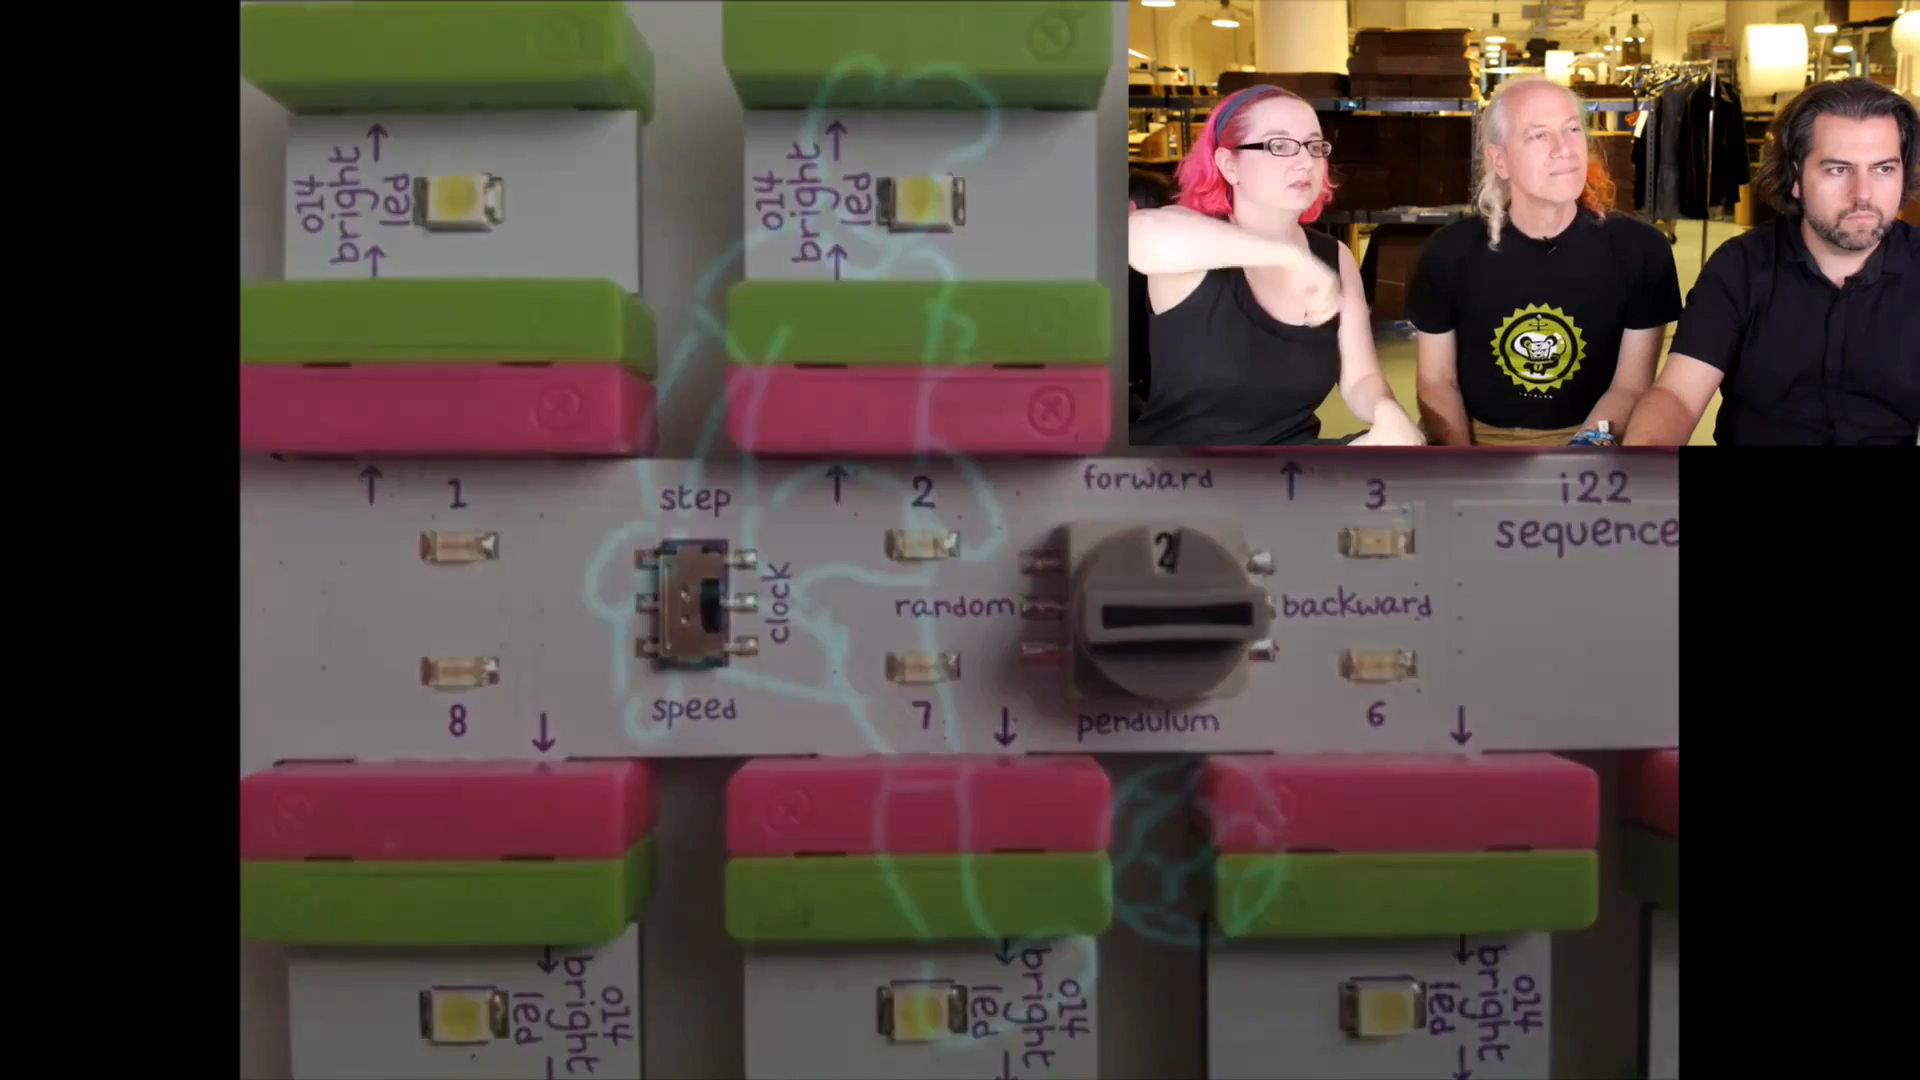 o14
bright
led
o14
bright
led
1
step
2
forward
3
i22
sequence
clock
2
random
backward
8
speed
7
pendulum
6
o14
bright
led
o14
bright
led
o14
bright
led